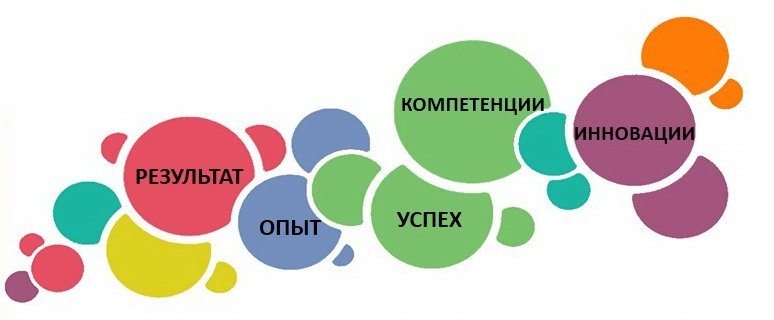 РЕЗУЛЬТАТ
ОПЫТ
УСПЕХ
КОМПЕТЕНЦИИ
ИННОВАЦИИ